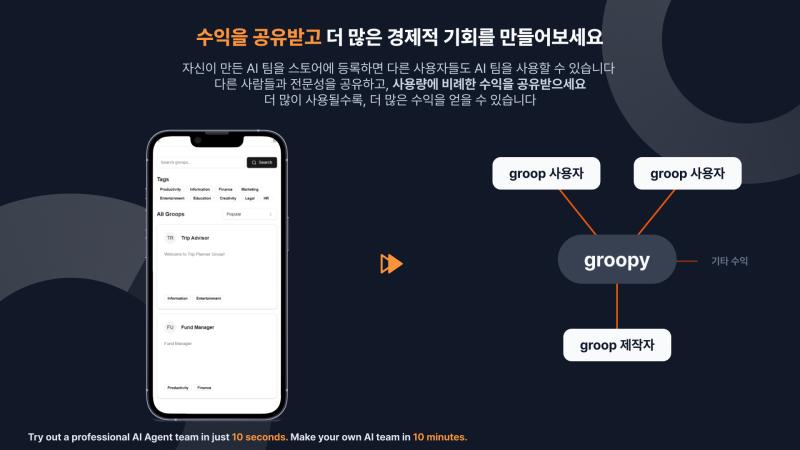 수익을 공유받고 더 많은 경제적 기회를 만들어보세요
자신이 만든 AI 팀을 스토어에 등록하면 다른 사용자들도 AI 팀을 사용할 수 있습니다
다른 사람들과 전문성을 공유하고, 사용량에 비례한 수익을 공유받으세요
더 많이 사용될수록, 더 많은 수익을 얻을 수 있습니다
Search groops...
Search
Tags
Productivity Information Finance Marketing
Entertainment Education Creativity Legal HR
All Groops
Popular
TR Trip Advisor
Welcome to Trip Planner Groop!
Information Entertainment
FU Fund Manager
Fund Manager
Productivity Finance
groop 사용자
groop 사용자
groopy
기타 수익
groop 제작자
Try out a professional AI Agent team in just 10 seconds. Make your own AI team in 10 minutes.